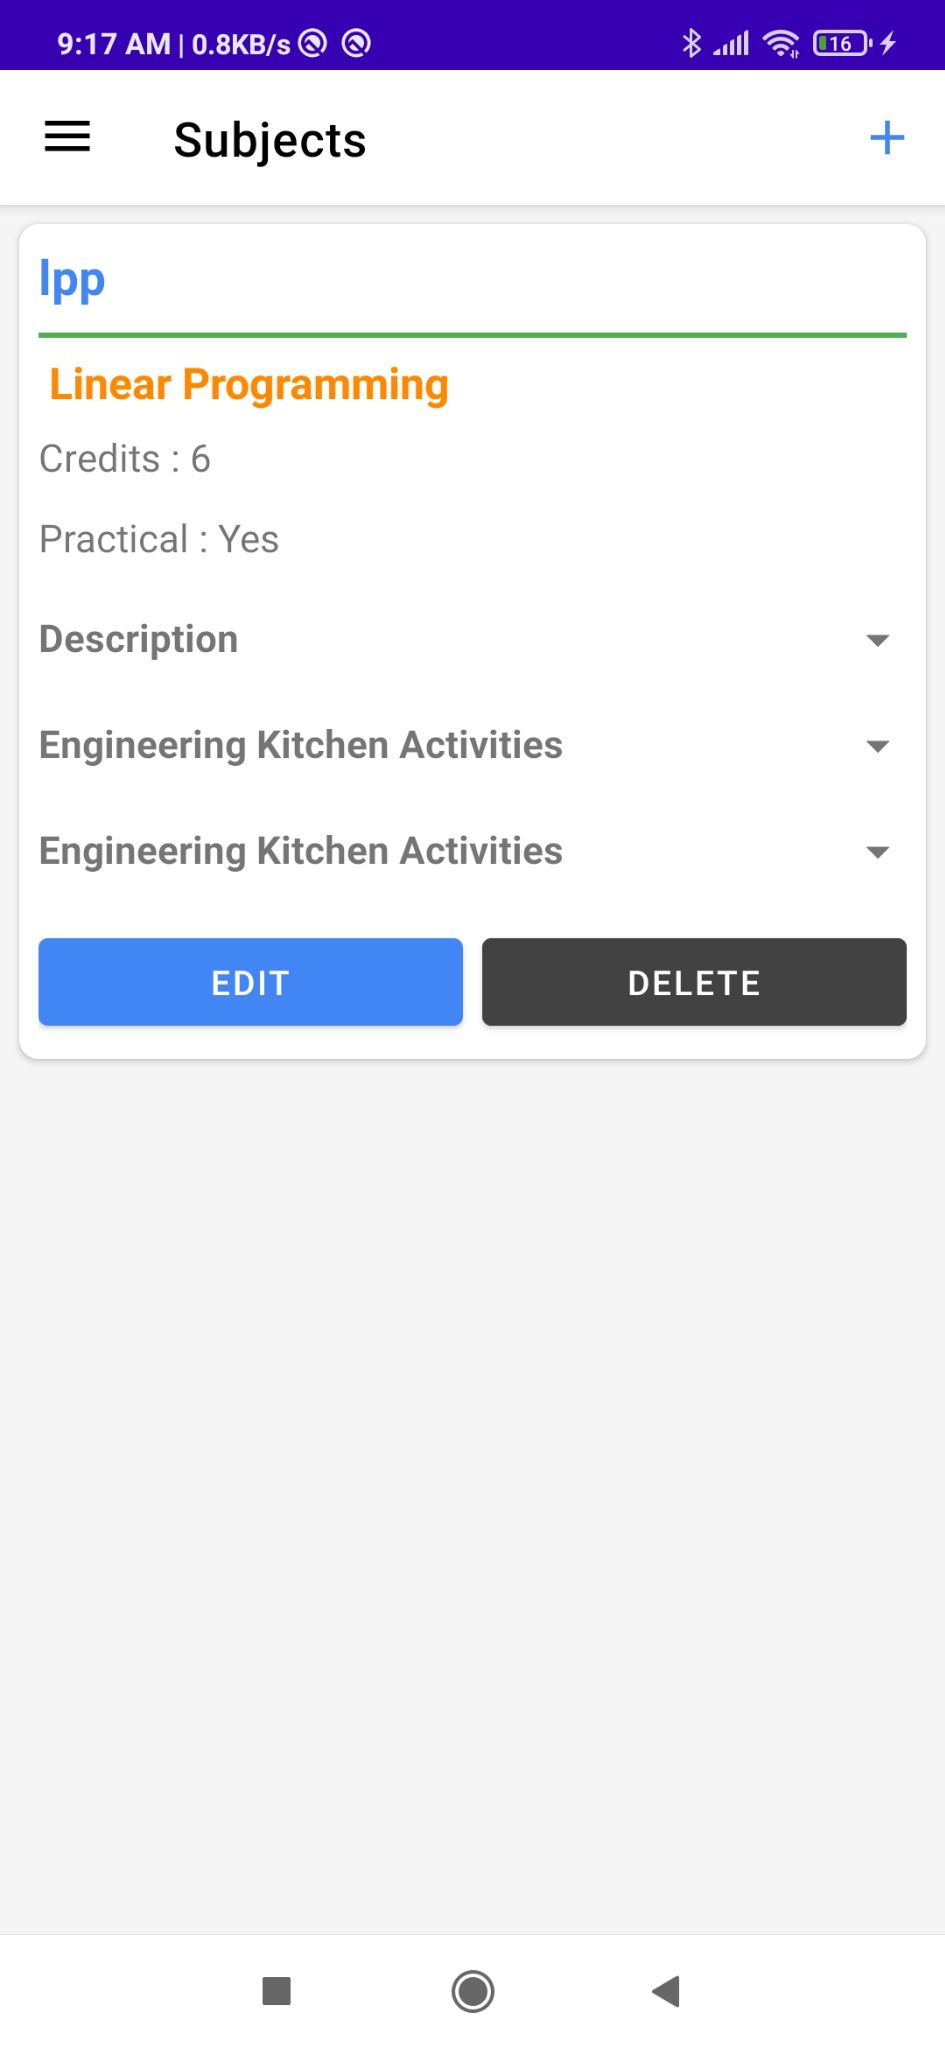 9:17 AM | 0.8KB/s 16
Subjects
lpp
Linear Programming
Credits : 6
Practical : Yes
Description
Engineering Kitchen Activities
Engineering Kitchen Activities
EDIT DELETE